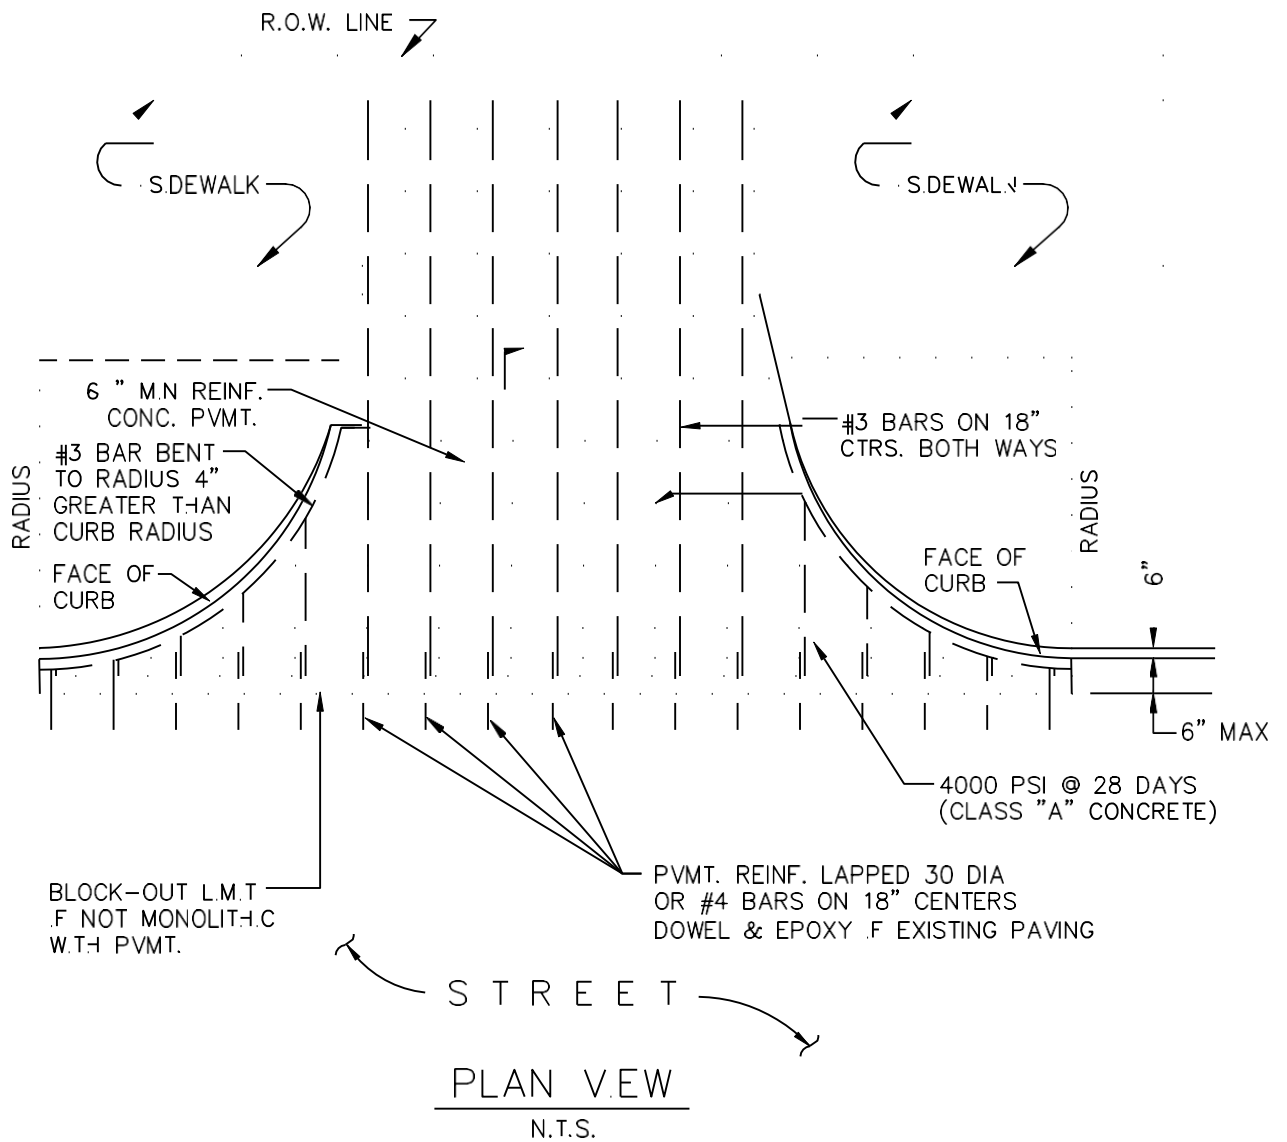 R.O.W. LINE
S.DEWALK
S.DEWAL.
6 " M.N REINF.
CONC. PVMT.
#3 BAR BENT
TO RADIUS 4"
GREATER THAN
CURB RADIUS
RADIUS
FACE OF
CURB
#3 BARS ON 18"
CTRS. BOTH WAYS
RADIUS
FACE OF
CURB
6"
6" MAX
4000 PSI @ 28 DAYS
(CLASS "A" CONCRETE)
PVMT. REINF. LAPPED 30 DIA
OR #4 BARS ON 18" CENTERS
DOWEL & EPOXY .F EXISTING PAVING
BLOCK-OUT L.M.T
.F NOT MONOLITH.C
W.TH PVMT.
STREET
PLAN V.EW
N.T.S.